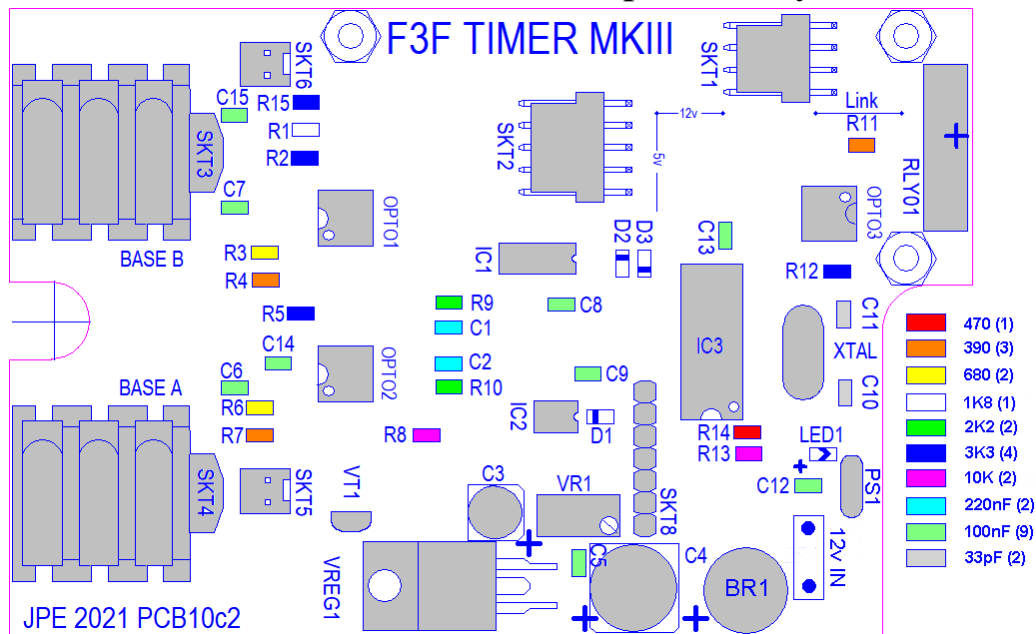 F3F TIMER MKIII
SKT1
SKT6
C15
R15
R1
R2
SKT3
SKT2
12v
5v
Link
R11
RLY01
C7
OPTO1
OPTO3
BASE B
R3
R4
IC1
D2
D3
C13
R12
R5
R9
C1
C8
C11
XTAL
C14
OPTO2
C2
R10
C9
IC3
C10
BASE A
C6
R6
R7
R8
IC2
D1
R14
R13
LED1
SKT4
SKT5
VT1
C3
VR1
SKT8
C12
PS1
VREG1
C5
C4
BR1
12v IN
JPE 2021 PCB10c2
470 (1)
390 (3)
680 (2)
1K8 (1)
2K2 (2)
3K3 (4)
10K (2)
220nF (2)
100nF (9)
33pF (2)